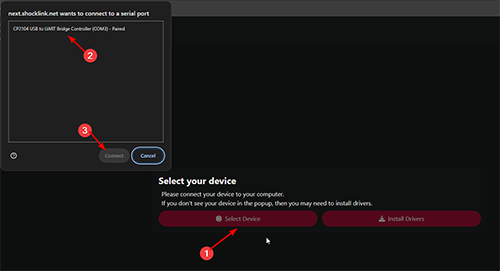 next.shocklink.net wants to connect to a serial port
CP2104 USB to UART Bridge Controller (COM3) - Paired
2
3
Connect
Cancel
Select your device
Please connect your device to your computer.
If you don't see your device in the popup, then you may need to install drivers.
Select Device
Install Drivers
1